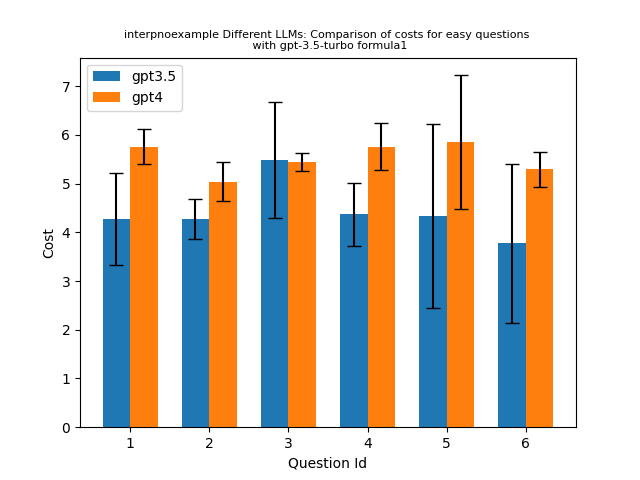 interpnoexample Different LLMs: Comparison of costs for easy questions
with gpt-3.5-turbo formula1
gpt3.5
gpt4
7
6
5
4
3
2
1
0
Cost
1 2 3 4 5 6
Question Id